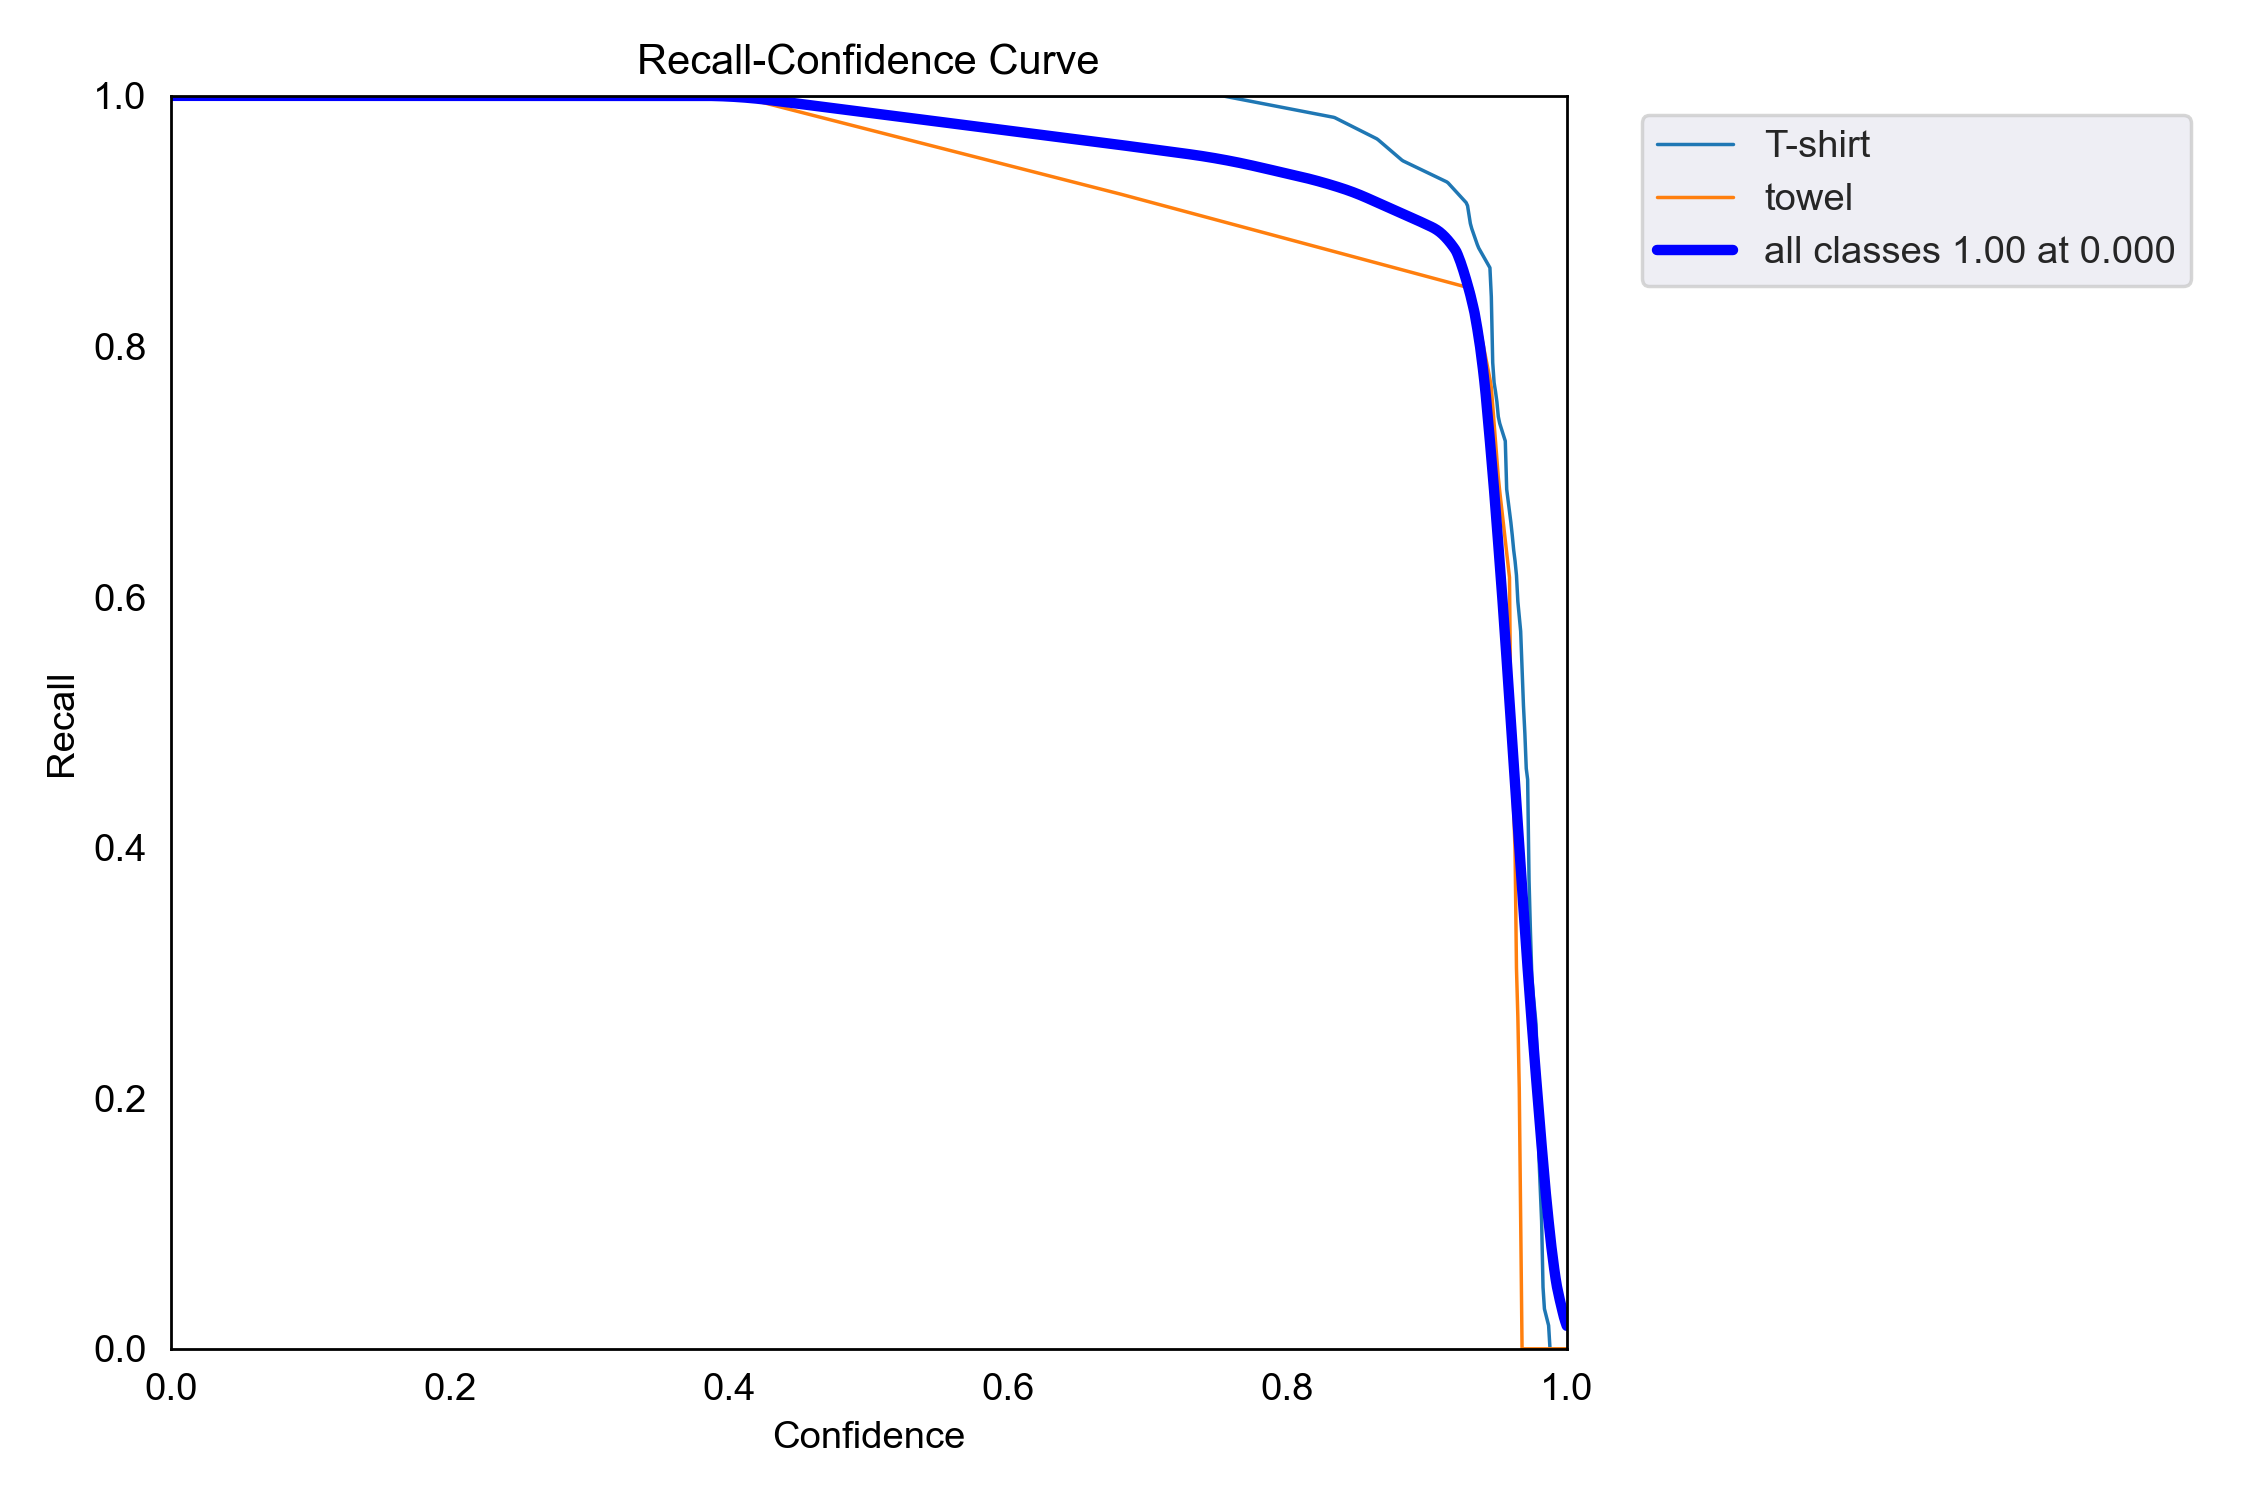 Recall-Confidence Curve
1.0
0.8
0.6
0.4
0.2
0.0
Recall
0.0 0.2 0.4 0.6 0.8 1.0
Confidence
T-shirt
towel
all classes 1.00 at 0.000